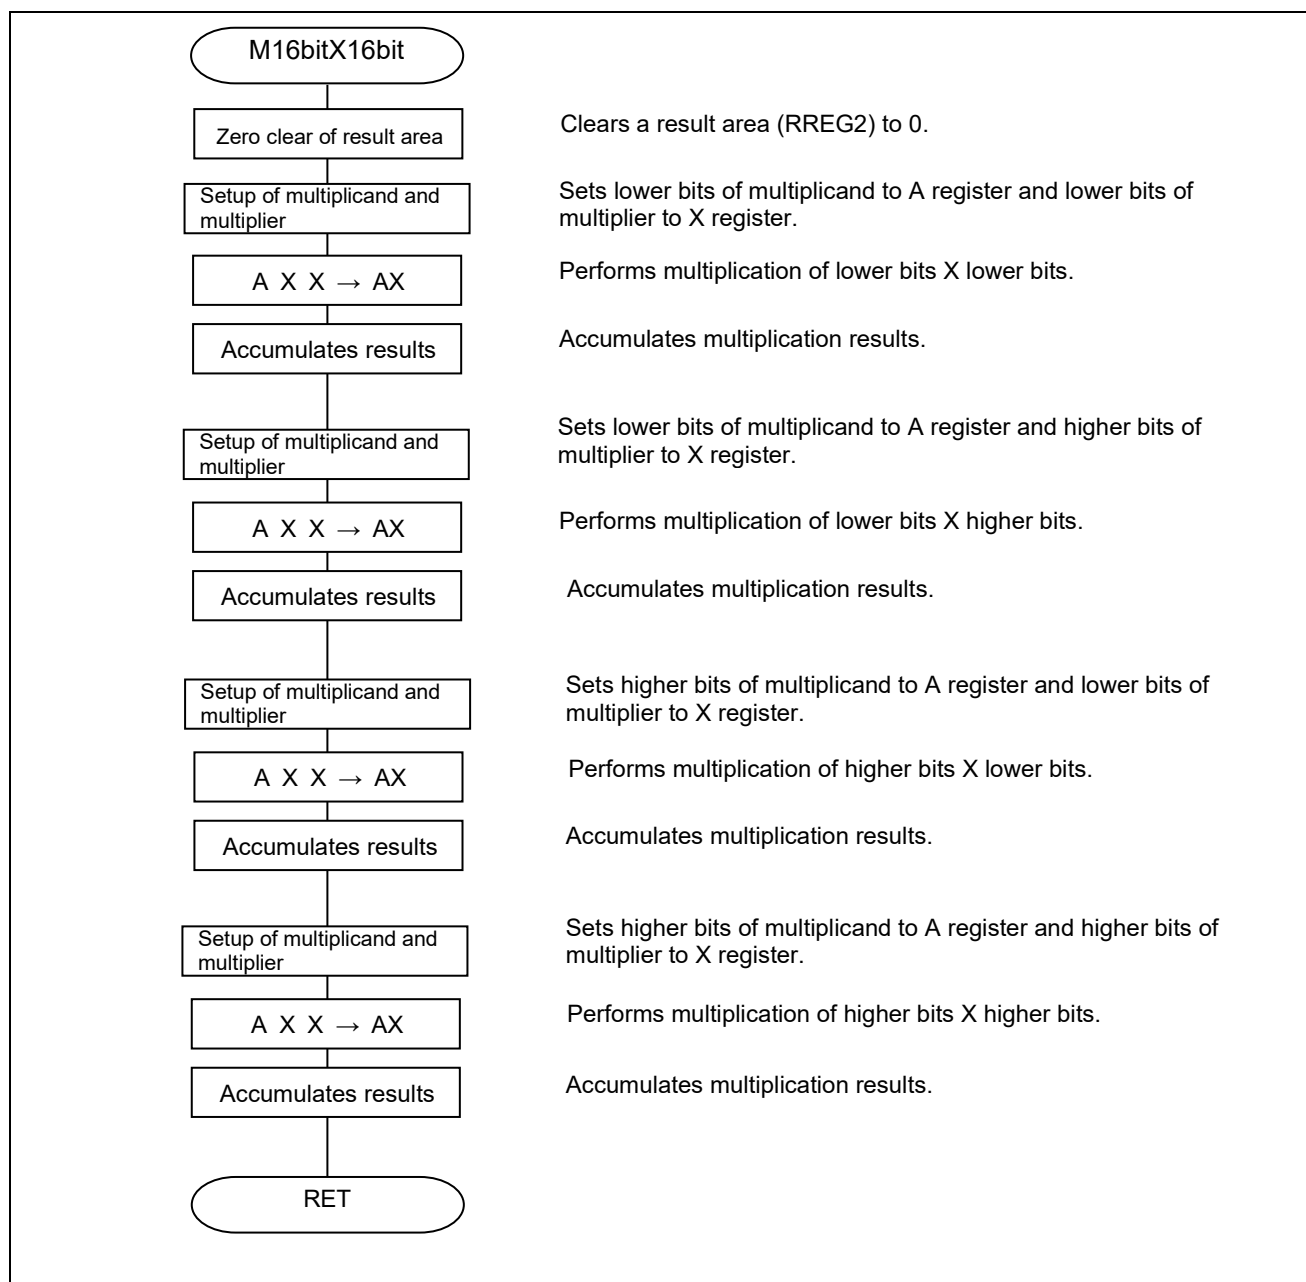 M16bitX16bit
Zero clear of result area
Clears a result area (RREG2) to 0.
Setup of multiplicand and
multiplier
Sets lower bits of multiplicand to A register and lower bits of
multiplier to X register.
A X X → AX
Performs multiplication of lower bits X lower bits.
Accumulates results
Accumulates multiplication results.
Setup of multiplicand and
multiplier
Sets lower bits of multiplicand to A register and higher bits of
multiplier to X register.
A X X → AX
Performs multiplication of lower bits X higher bits.
Accumulates results
Accumulates multiplication results.
Setup of multiplicand and
multiplier
Sets higher bits of multiplicand to A register and lower bits of
multiplier to X register.
A X X → AX
Performs multiplication of higher bits X lower bits.
Accumulates results
Accumulates multiplication results.
Setup of multiplicand and
multiplier
Sets higher bits of multiplicand to A register and higher bits of
multiplier to X register.
A X X → AX
Performs multiplication of higher bits X higher bits.
Accumulates results
Accumulates multiplication results.
RET